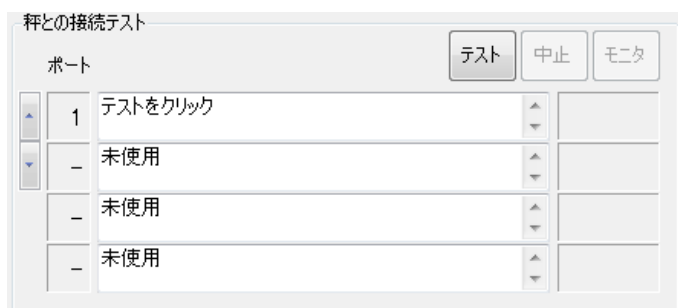 秤との接続テスト
テスト 中止 モニタ
ポート
1 テストをクリック
− 未使用
− 未使用
− 未使用